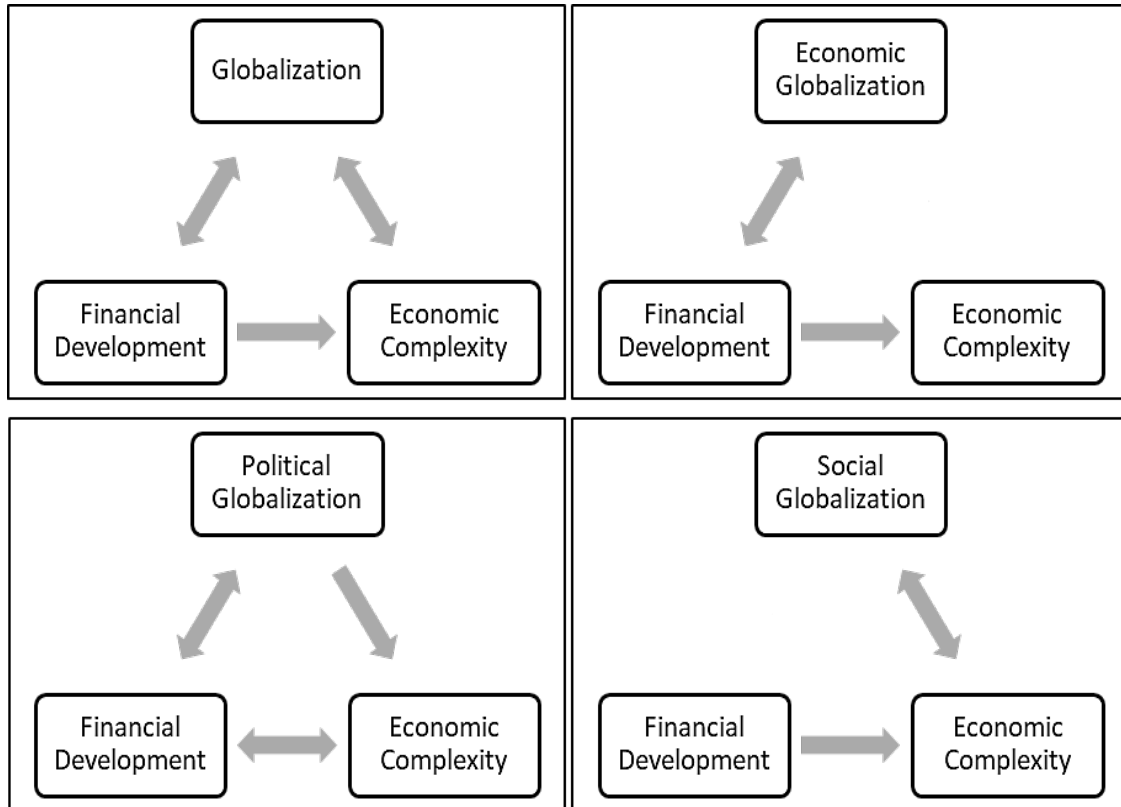 Globalization
Financial
Development
Economic
Complexity
Economic
Globalization
Financial
Development
Economic
Complexity
Political
Globalization
Financial
Development
Economic
Complexity
Social
Globalization
Financial
Development
Economic
Complexity